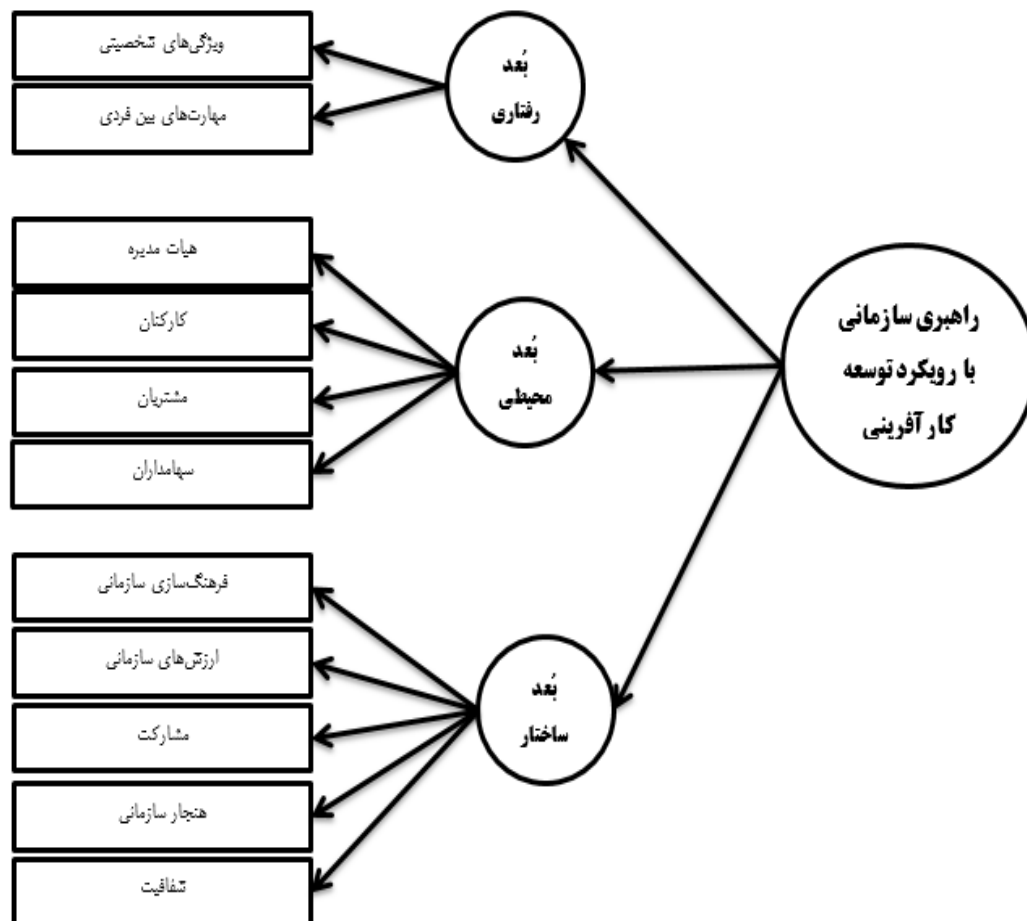 راهبری سازمانی
با رویکرد توسعه
کارآفرینی
بُعد
رفتاری
ویژگی‌های شخصیتی
مهارت‌های بین فردی
بُعد
محیطی
هیات مدیره
کارکنان
مشتریان
سهامداران
بُعد
ساختار
فرهنگ‌سازی سازمانی
ارزش‌های سازمانی
مشارکت
هنجار سازمانی
شفافیت